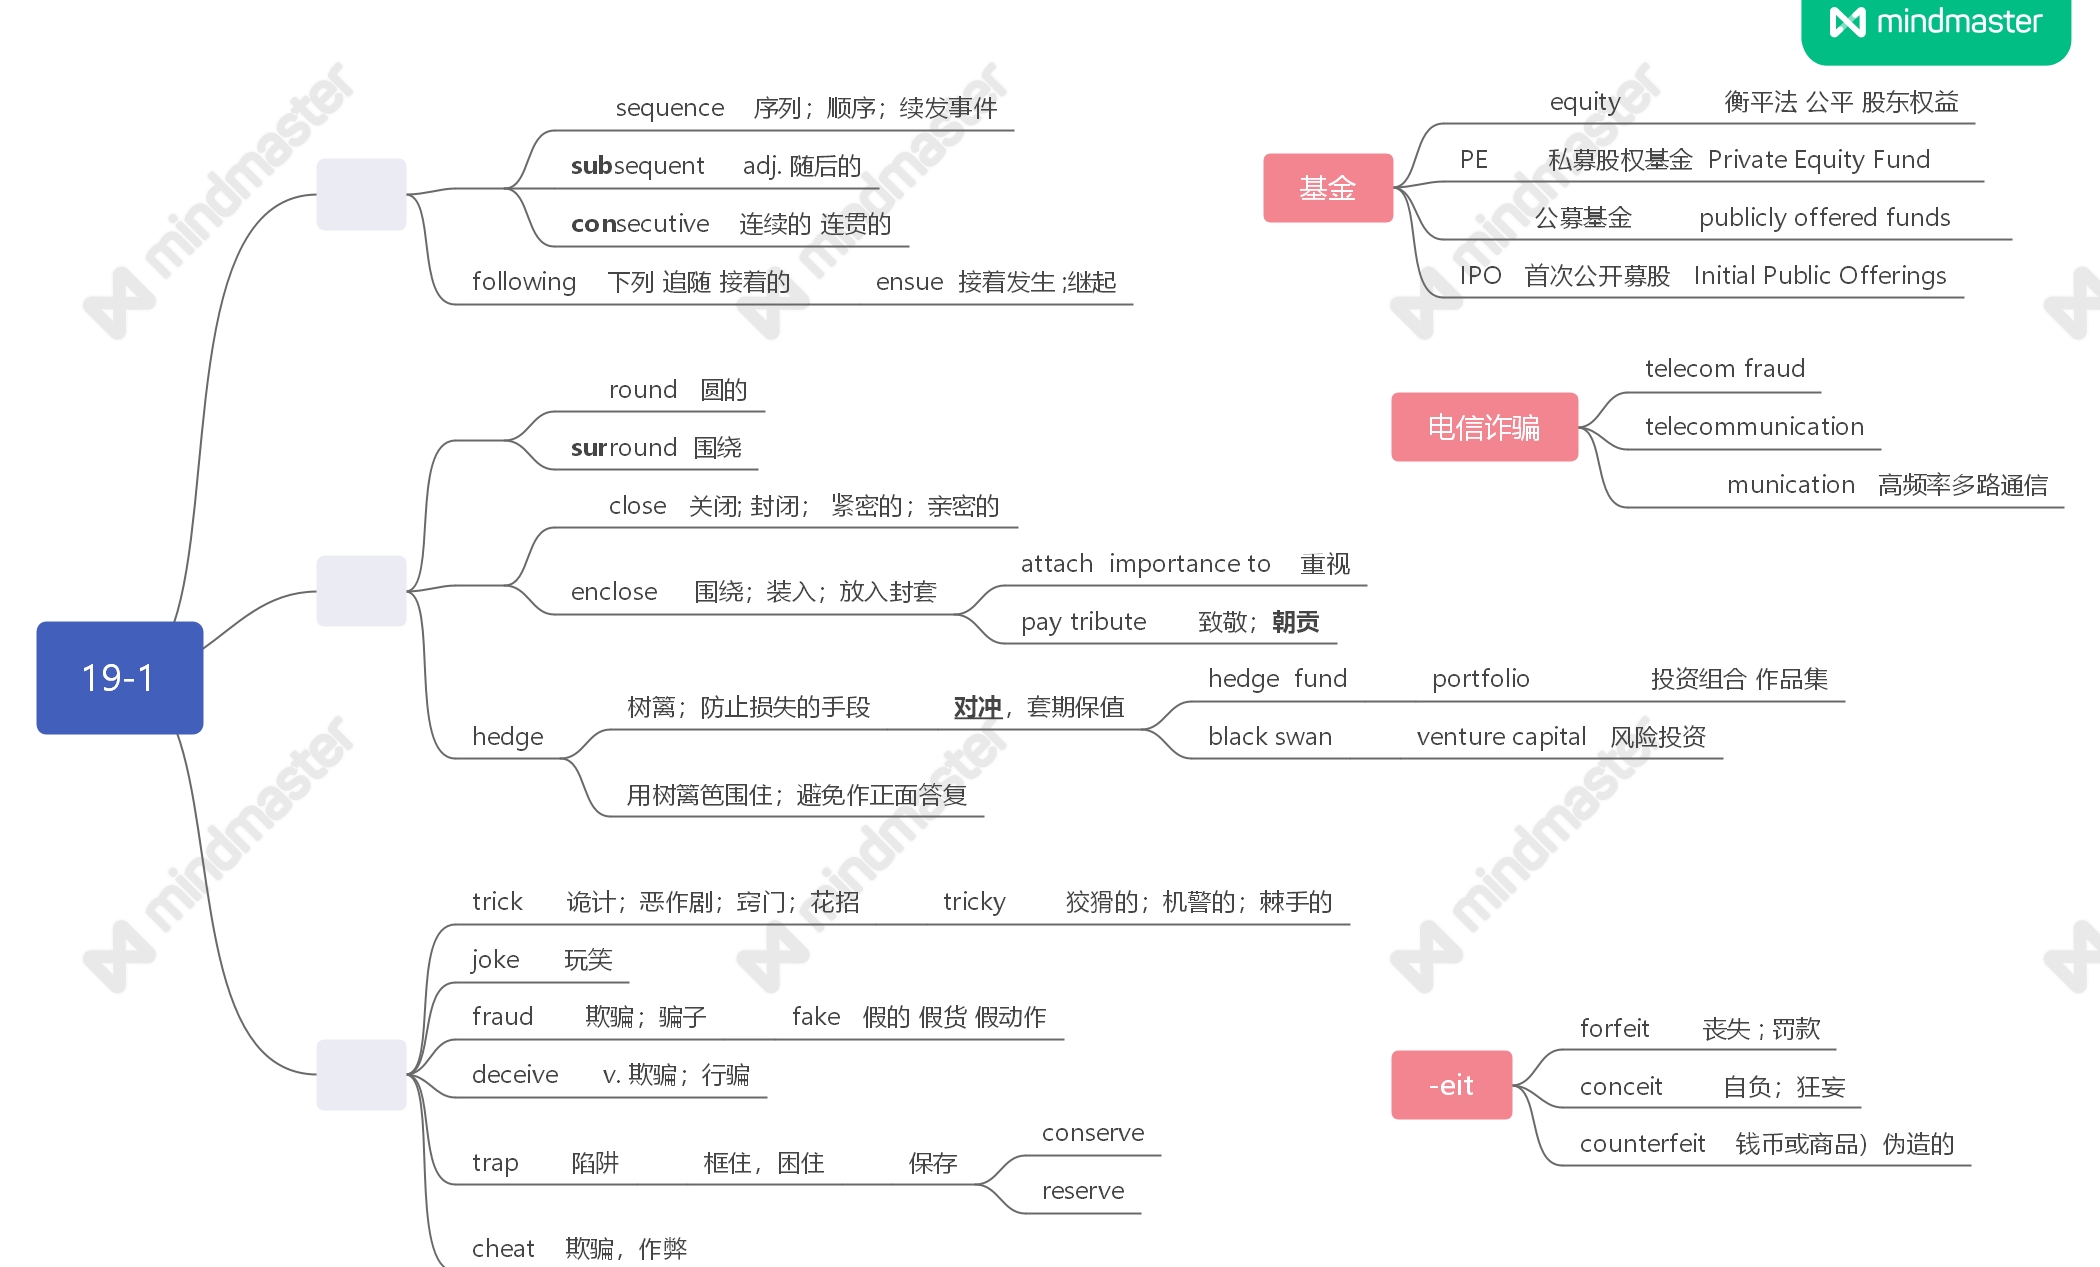 mindmaster
sequence 序列；顺序；续发事件
subsequent adj. 随后的
consecutive 连续的 连贯的
following 下列 追随 接着的 ensue 接着发生 ;继起
round 圆的
surround 围绕
close 关闭; 封闭； 紧密的；亲密的
enclose 围绕；装入；放入封套
attach importance to 重视
pay tribute 致敬；朝贡
19-1
hedge
树篱；防止损失的手段 对冲，套期保值
hedge fund portfolio 投资组合 作品集
black swan venture capital 风险投资
用树篱笆围住；避免作正面答复
trick 诡计；恶作剧；窍门；花招 tricky 狡猾的；机警的；棘手的
joke 玩笑
fraud 欺骗；骗子 fake 假的 假货 假动作
deceive v. 欺骗；行骗
trap 陷阱 框住，困住 保存
conserve
reserve
cheat 欺骗，作弊
基金
equity 衡平法 公平 股东权益
PE 私募股权基金 Private Equity Fund
公募基金 publicly offered funds
IPO 首次公开募股 Initial Public Offerings
电信诈骗
telecom fraud
telecommunication
munication 高频率多路通信
-eit
forfeit 丧失 ; 罚款
conceit 自负；狂妄
counterfeit 钱币或商品）伪造的
mindmaster
mindmaster
mindmaster
mindmaster
mindmaster
mindmaster